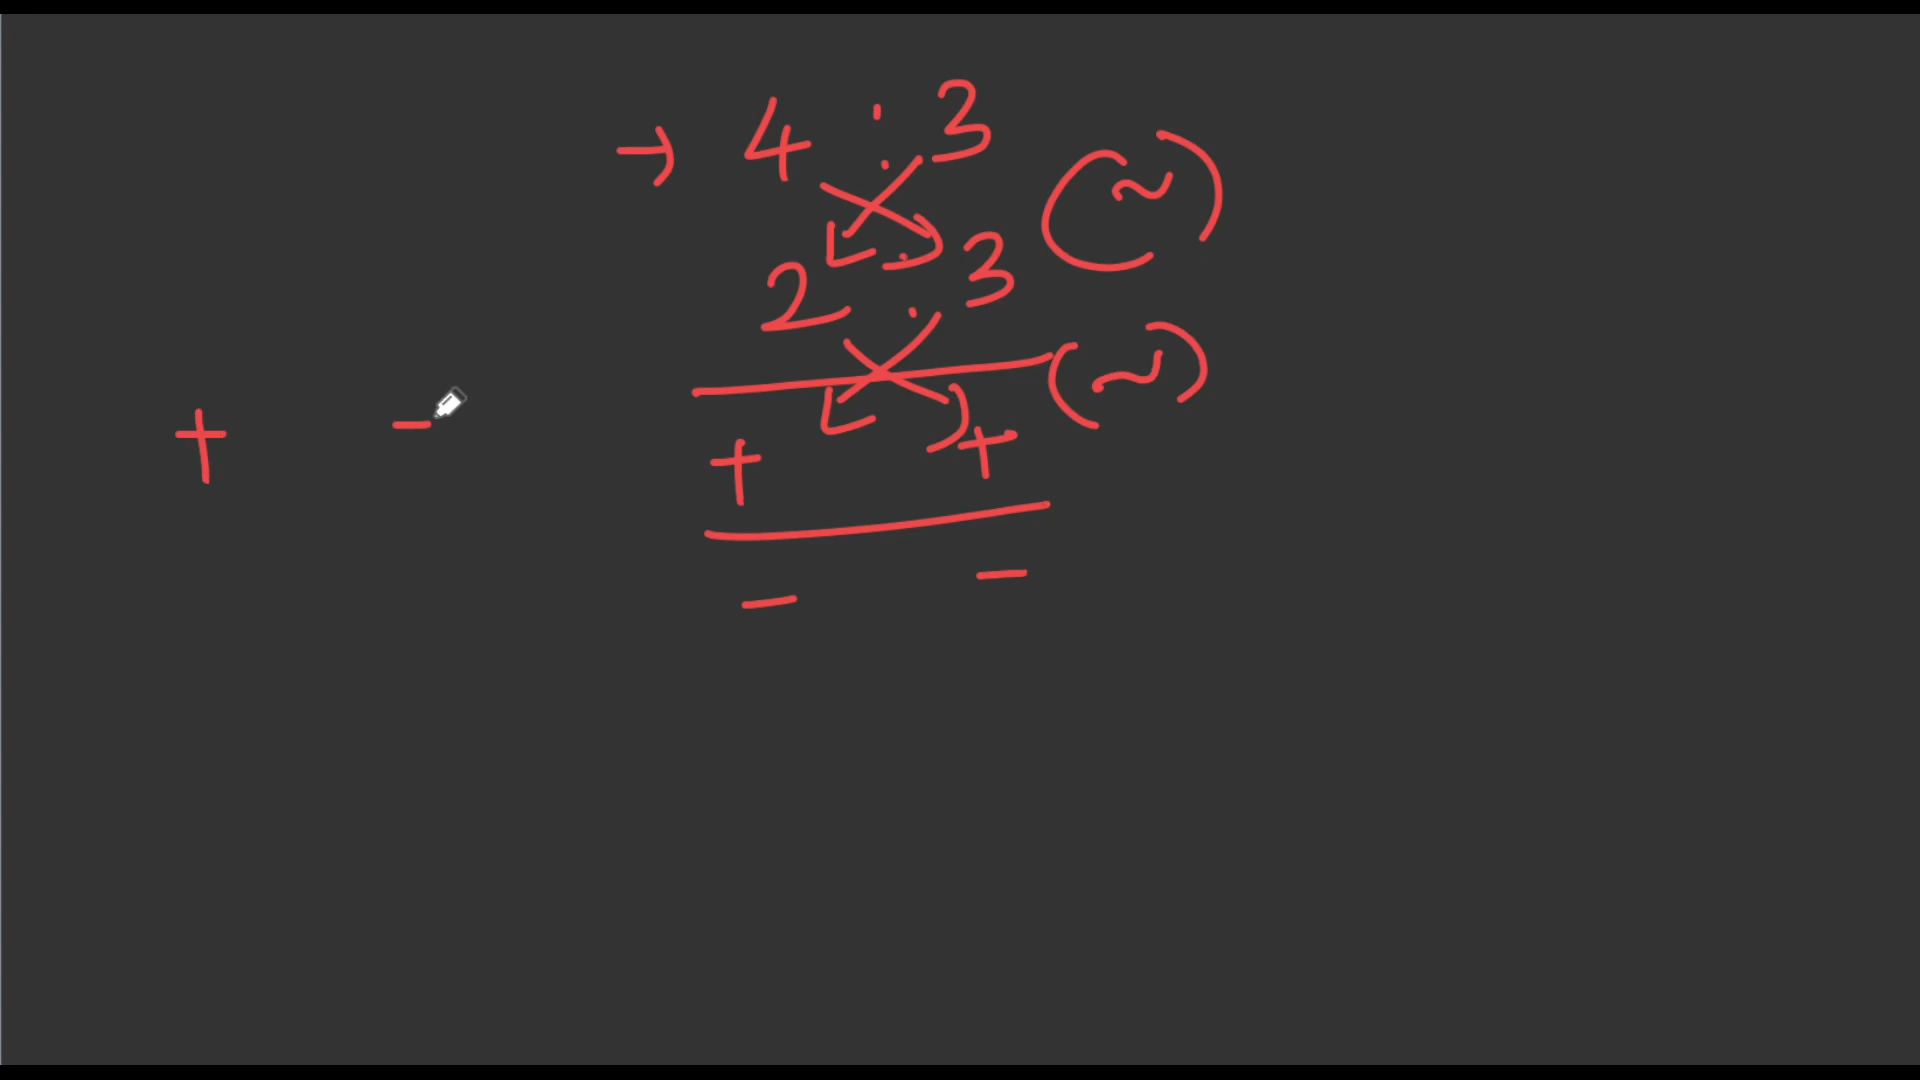 → 4 : 3 (~)
2 : 3 (~)
+ - + +
- -